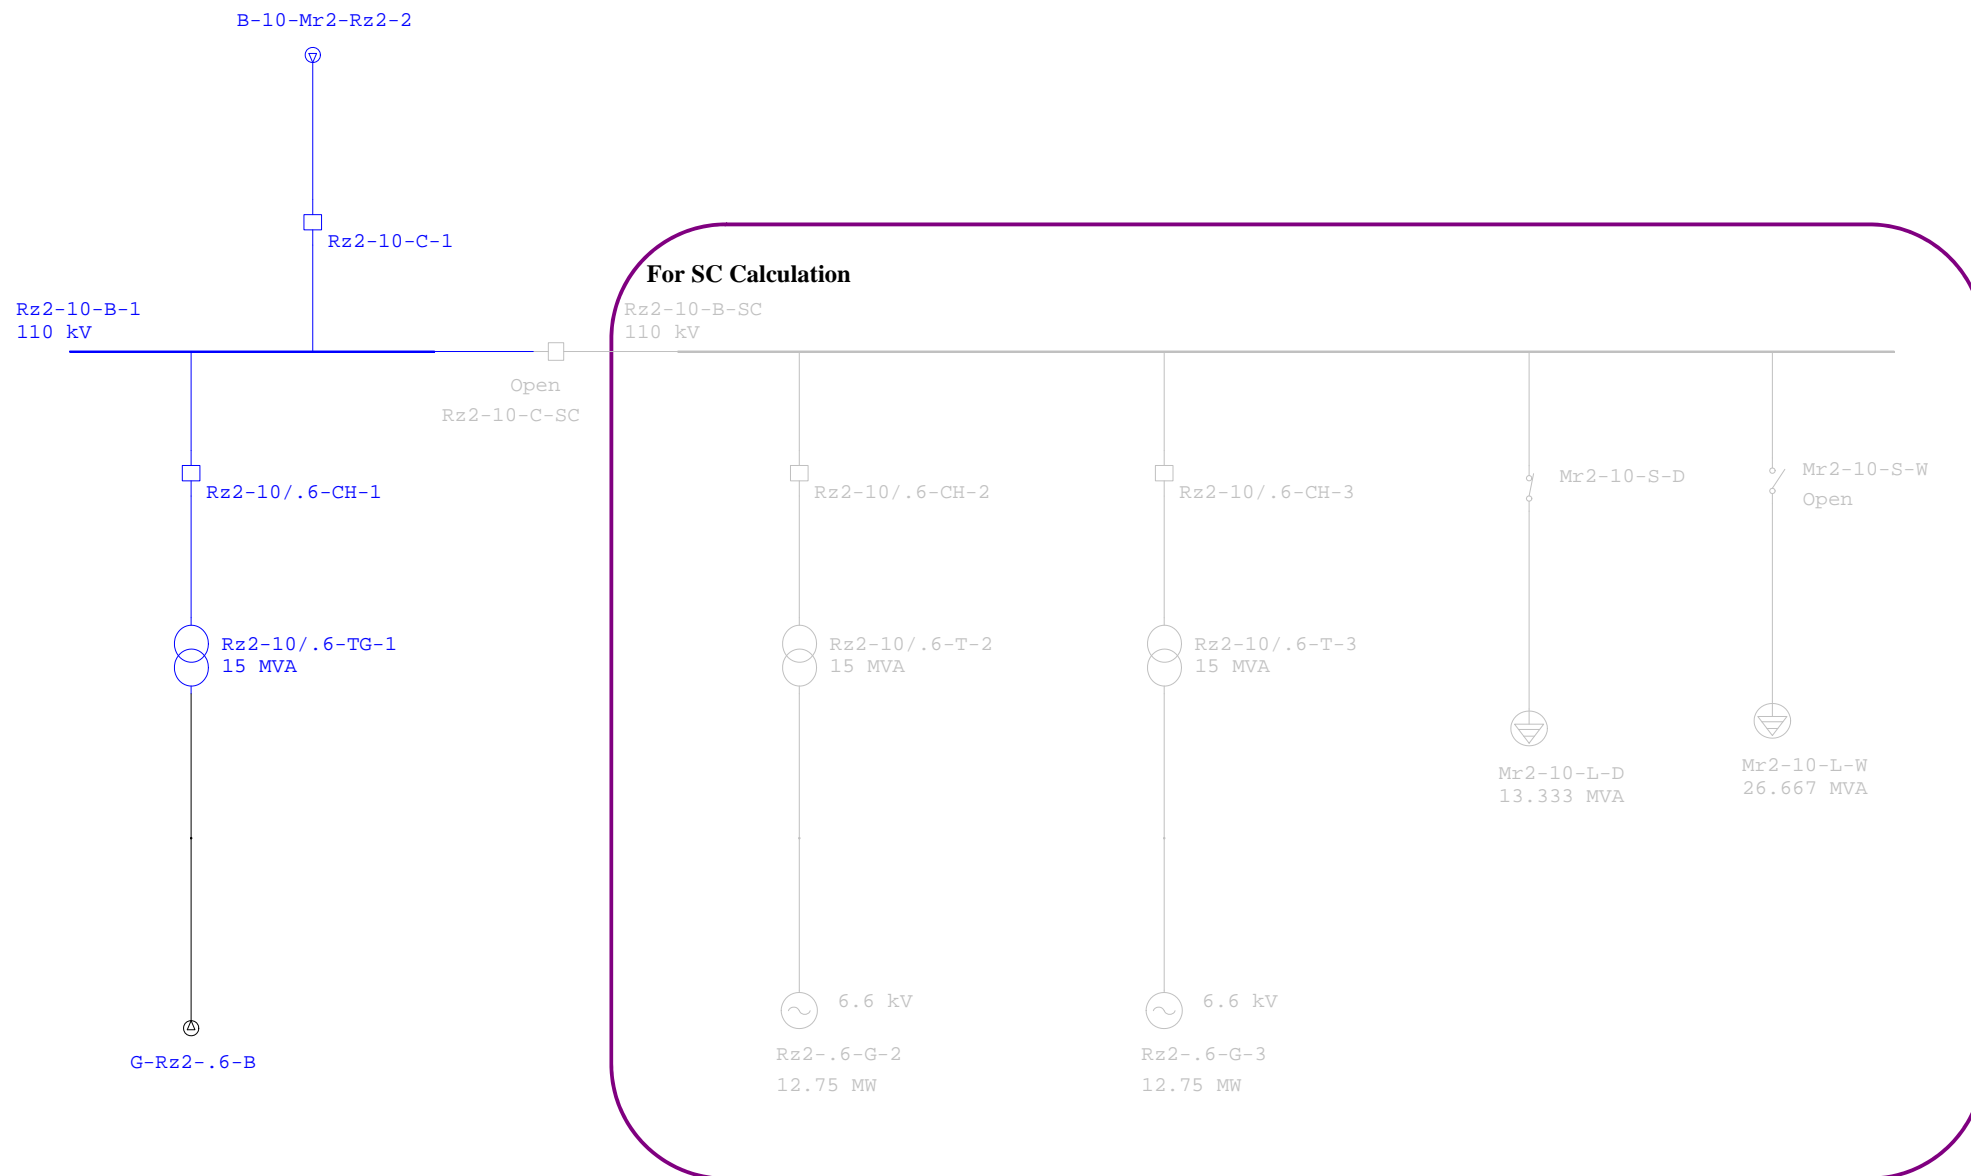 B-10-Mr2-Rz2-2
Rz2-10-C-1
For SC Calculation
Rz2-10-B-1
110 kV
Rz2-10-B-SC
110 kV
Open
Rz2-10-C-SC
Rz2-10/.6-CH-1
Rz2-10/.6-CH-2
Rz2-10/.6-CH-3
Mr2-10-S-D
Mr2-10-S-W
Open
Rz2-10/.6-TG-1
15 MVA
Rz2-10/.6-T-2
15 MVA
Rz2-10/.6-T-3
15 MVA
Mr2-10-L-D
13.333 MVA
Mr2-10-L-W
26.667 MVA
6.6 kV
6.6 kV
G-Rz2-.6-B
Rz2-.6-G-2
12.75 MW
Rz2-.6-G-3
12.75 MW